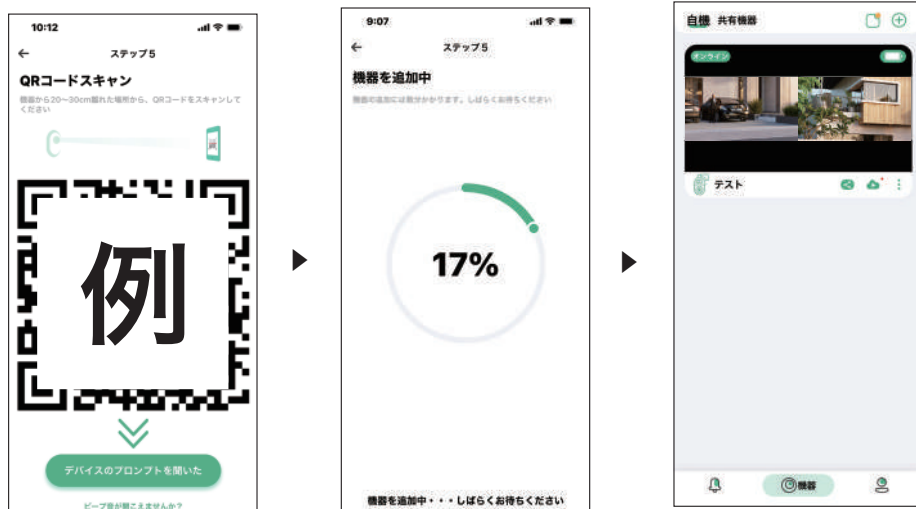 10:12
ステップ5
QRコードスキャン
機器から20〜30cm離れた場所から、QRコードをスキャンして
ください
例
デバイスのプロンプトを聞いた
ビープ音が聞こえませんか?
9:07
ステップ5
機器を追加中
機器の追加には数分かかります。しばらくお待ちください
17%
機器を追加中・・・しばらくお待ちください
自機 共有機器
オンライン
テスト
機器